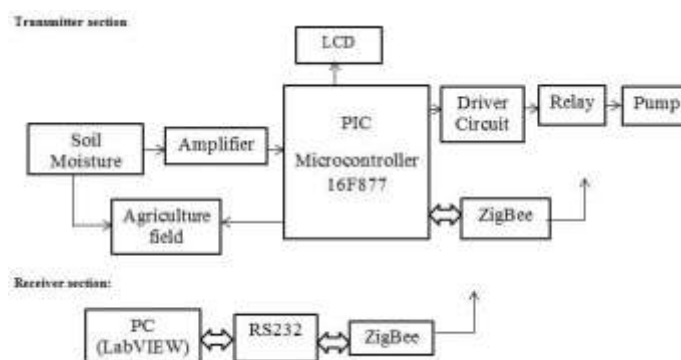 Transmitter section
LCD
PIC
Microcontroller
16F877
Driver
Circuit
Relay
Pump
Soil
Moisture
Amplifier
Agriculture
field
ZigBee
Receiver section:
PC
(LabVIEW)
RS232
ZigBee